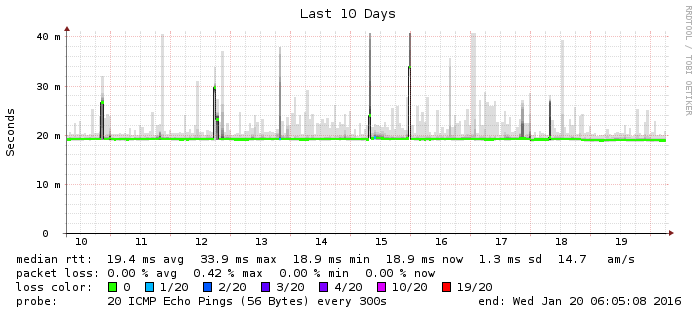 Last 10 Days
RRDTOOL / TOBI OETIKER
Seconds
40 m
30 m
20 m
10 m
0
10 11 12 13 14 15 16 17 18 19
median rtt: 19.4 ms avg 33.9 ms max 18.9 ms min 18.9 ms now 1.3 ms sd 14.7 am/s
packet loss: 0.00 % avg 0.42 % max 0.00 % min 0.00 % now
loss color: 0 1/20 2/20 3/20 4/20 10/20 19/20
probe: 20 ICMP Echo Pings (56 Bytes) every 300s end: Wed Jan 20 06:05:08 2016